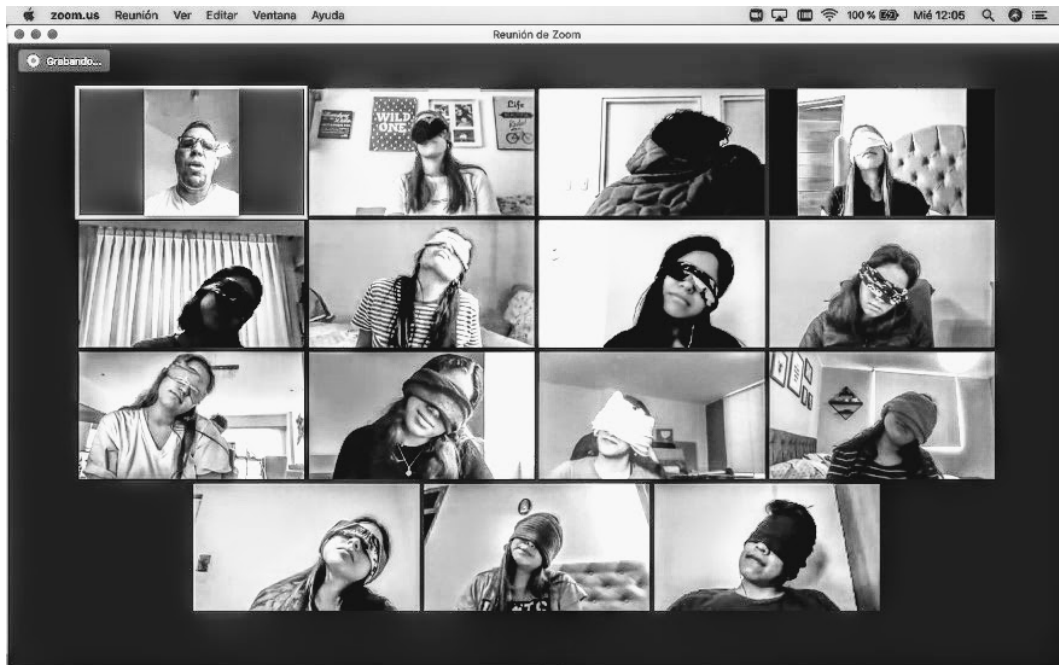 zoom.us Reunión Ver Editar Ventana Ayuda 100 % Mié 12:05
Reunión de Zoom
Grabando...
WILD
ONE
Life